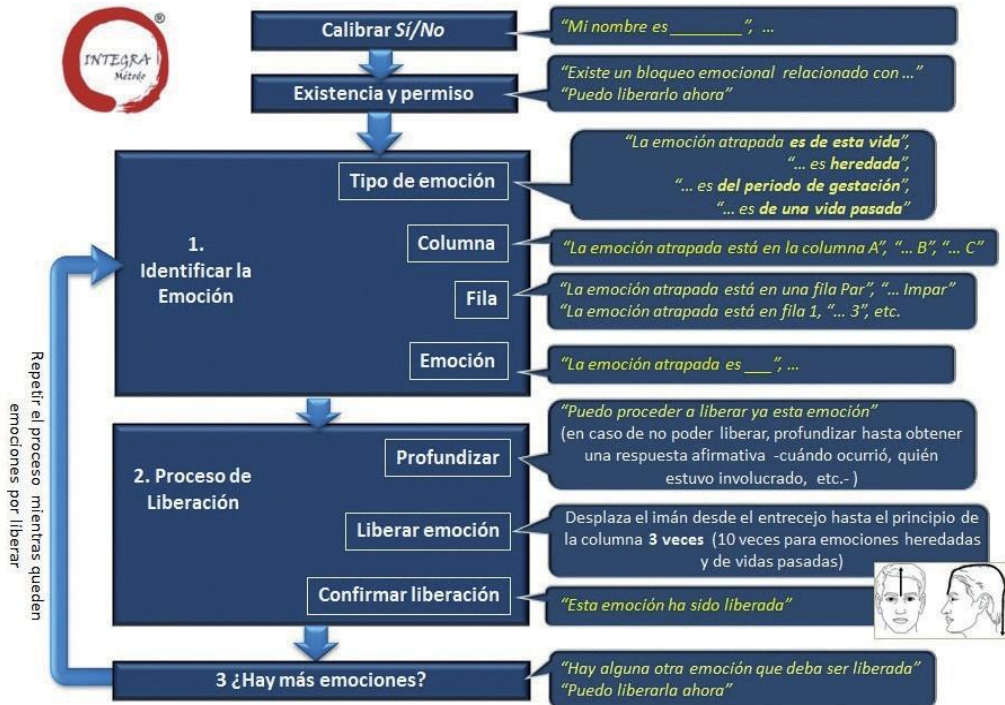 INTEGRA
Método
Calibrar Sí/No
“Mi nombre es ________”, ...
Existencia y permiso
“Existe un bloqueo emocional relacionado con ...”
“Puedo liberarlo ahora”
1.
Identificar la
Emoción
Tipo de emoción
“La emoción atrapada es de esta vida”,
“... es heredada”,
“... es del periodo de gestación”,
“... es de una vida pasada”
Columna
“La emoción atrapada está en la columna A”, “... B”, “... C”
Fila
“La emoción atrapada está en una fila Par”, “... Impar”
“La emoción atrapada está en fila 1, “... 3”, etc.
Emoción
“La emoción atrapada es ___”, ...
2. Proceso de
Liberación
Profundizar
“Puedo proceder a liberar ya esta emoción”
(en caso de no poder liberar, profundizar hasta obtener
una respuesta afirmativa -cuándo ocurrió, quién
estuvo involucrado, etc.- )
Liberar emoción
Desplaza el imán desde el entrecejo hasta el principio de
la columna 3 veces (10 veces para emociones heredadas
y de vidas pasadas)
Confirmar liberación
“Esta emoción ha sido liberada”
3 ¿Hay más emociones?
“Hay alguna otra emoción que deba ser liberada”
“Puedo liberarla ahora”
Repetir el proceso mientras queden
emociones por liberar